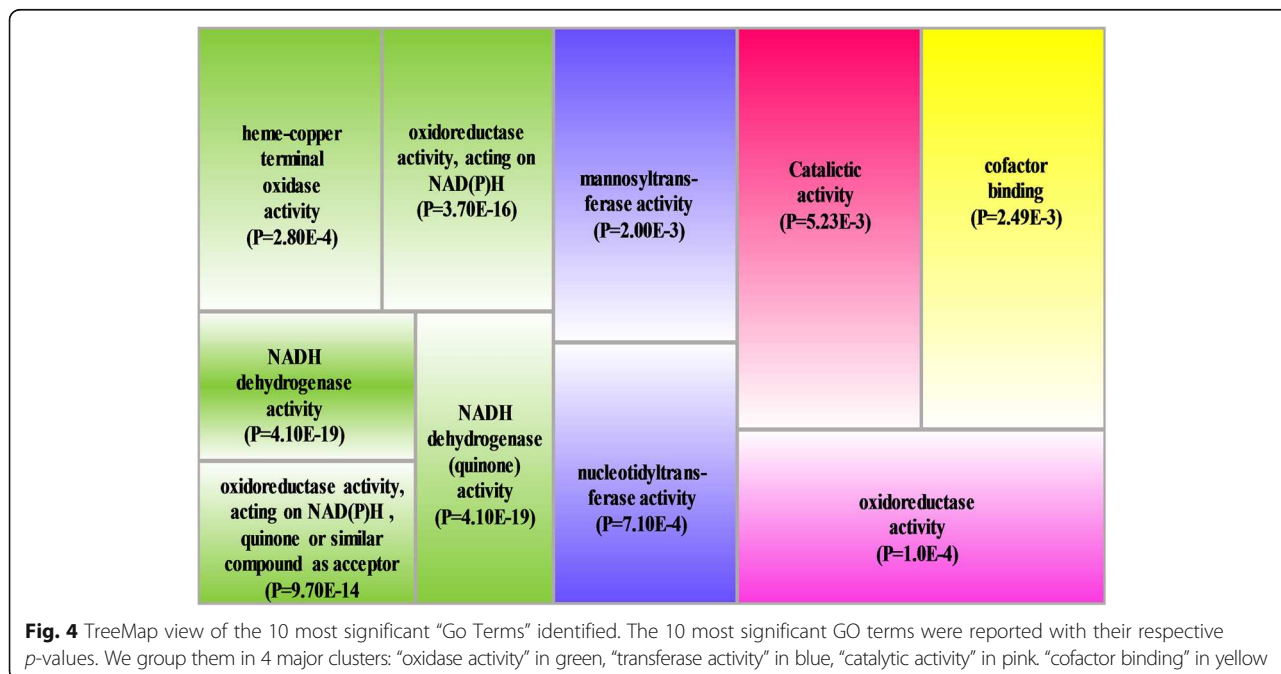 heme-copper
terminal
oxidase
activity
(P=2.80E-4)
oxidoreductase
activity, acting on
NAD(P)H
(P=3.70E-16)
mannosyltrans-
ferase activity
(P=2.00E-3)
Catalictic
activity
(P=5.23E-3)
cofactor
binding
(P=2.49E-3)
NADH
dehydrogenase
activity
(P=4.10E-19)
NADH
dehydrogenase
(quinone)
activity
(P=4.10E-19)
oxidoreductase activity,
acting on NAD(P)H ,
quinone or similar
compound as acceptor
(P=9.70E-14
nucleotidyltrans-
ferase activity
(P=7.10E-4)
oxidoreductase
activity
(P=1.0E-4)
Fig. 4 TreeMap view of the 10 most significant “Go Terms” identified. The 10 most significant GO terms were reported with their respective
p-values. We group them in 4 major clusters: “oxidase activity” in green, “transferase activity” in blue, “catalytic activity” in pink. “cofactor binding” in yellow